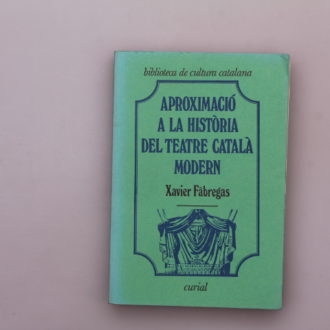 biblioteca de cultura catalana
APROXIMACIÓ
A LA HISTÒRIA
DEL TEATRE CATALÀ
MODERN
Xavier Fàbregas
curial